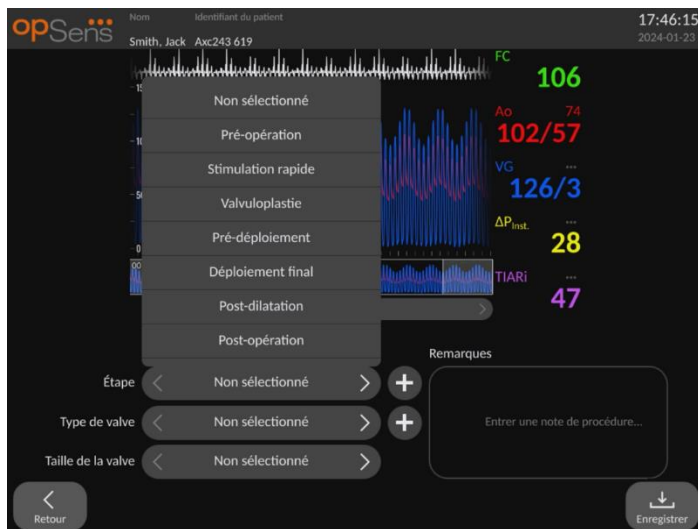 opSens
Nom Identifiant du patient
Smith, Jack Axc243 619
17:46:15
2024-01-23
FC
106
Ao 74
102/57
VG ---
126/3
ΔPInst. ---
28
TIARi ---
47
50
0
Non sélectionné
Pré-opération
Stimulation rapide
Valvuloplastie
Pré-déploiement
Déploiement final
Post-dilatation
Post-opération
Étape Non sélectionné
Type de valve Non sélectionné
Taille de la valve Non sélectionné
Remarques
Entrer une note de procédure...
Retour
Enregistrer